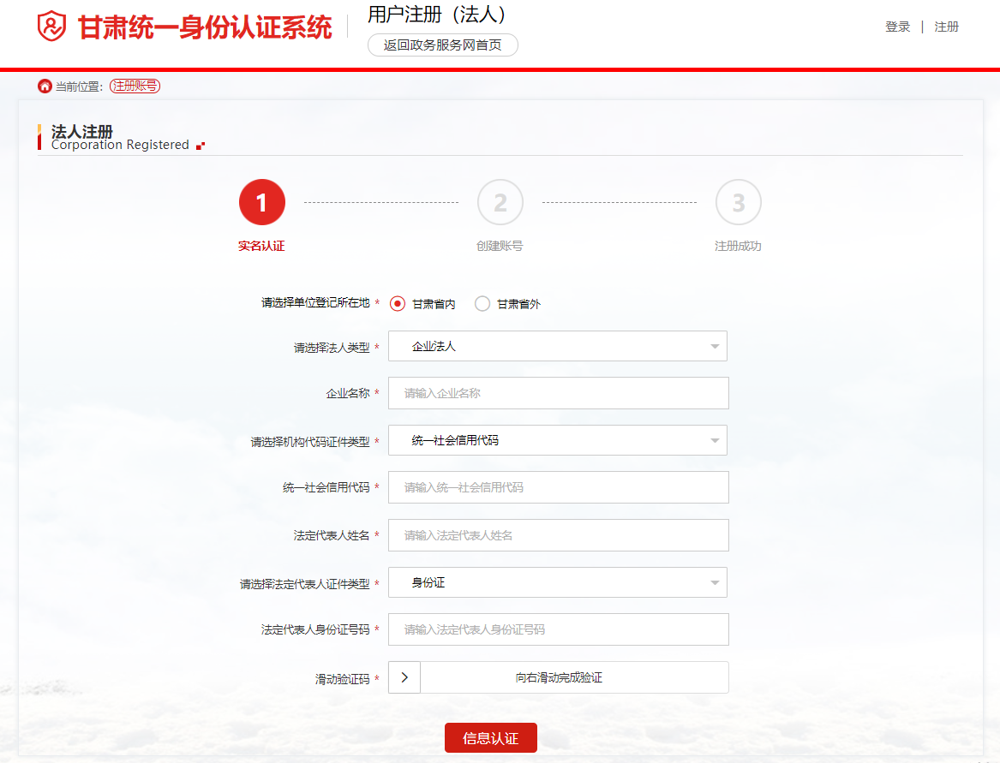 甘肃统一身份认证系统
用户注册（法人）
返回政务服务网首页
登录 | 注册
当前位置： 注册账号
法人注册
Corporation Registered
1 2 3
实名认证 创建账号 注册成功
请选择单位登记所在地 * 甘肃省内 甘肃省外
请选择法人类型 * 企业法人
企业名称 * 请输入企业名称
请选择机构代码证件类型 * 统一社会信用代码
统一社会信用代码 * 请输入统一社会信用代码
法定代表人姓名 * 请输入法定代表人姓名
请选择法定代表人证件类型 * 身份证
法定代表人身份证号码 * 请输入法定代表人身份证号码
滑动验证码 * 向右滑动完成验证
信息认证